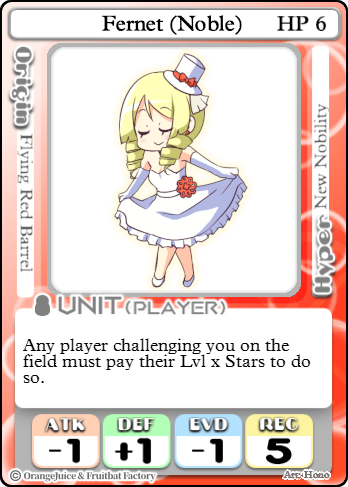 Fernet (Noble) HP 6
Origin
Flying Red Barrel
Hyper
New Nobility
UNIT (PLAYER)
Any player challenging you on the
field must pay their Lvl x Stars to do
so.
ATK DEF EVD REC
-1 +1 -1 5
© OrangeJuice & Fruitbat Factory Art: Hono